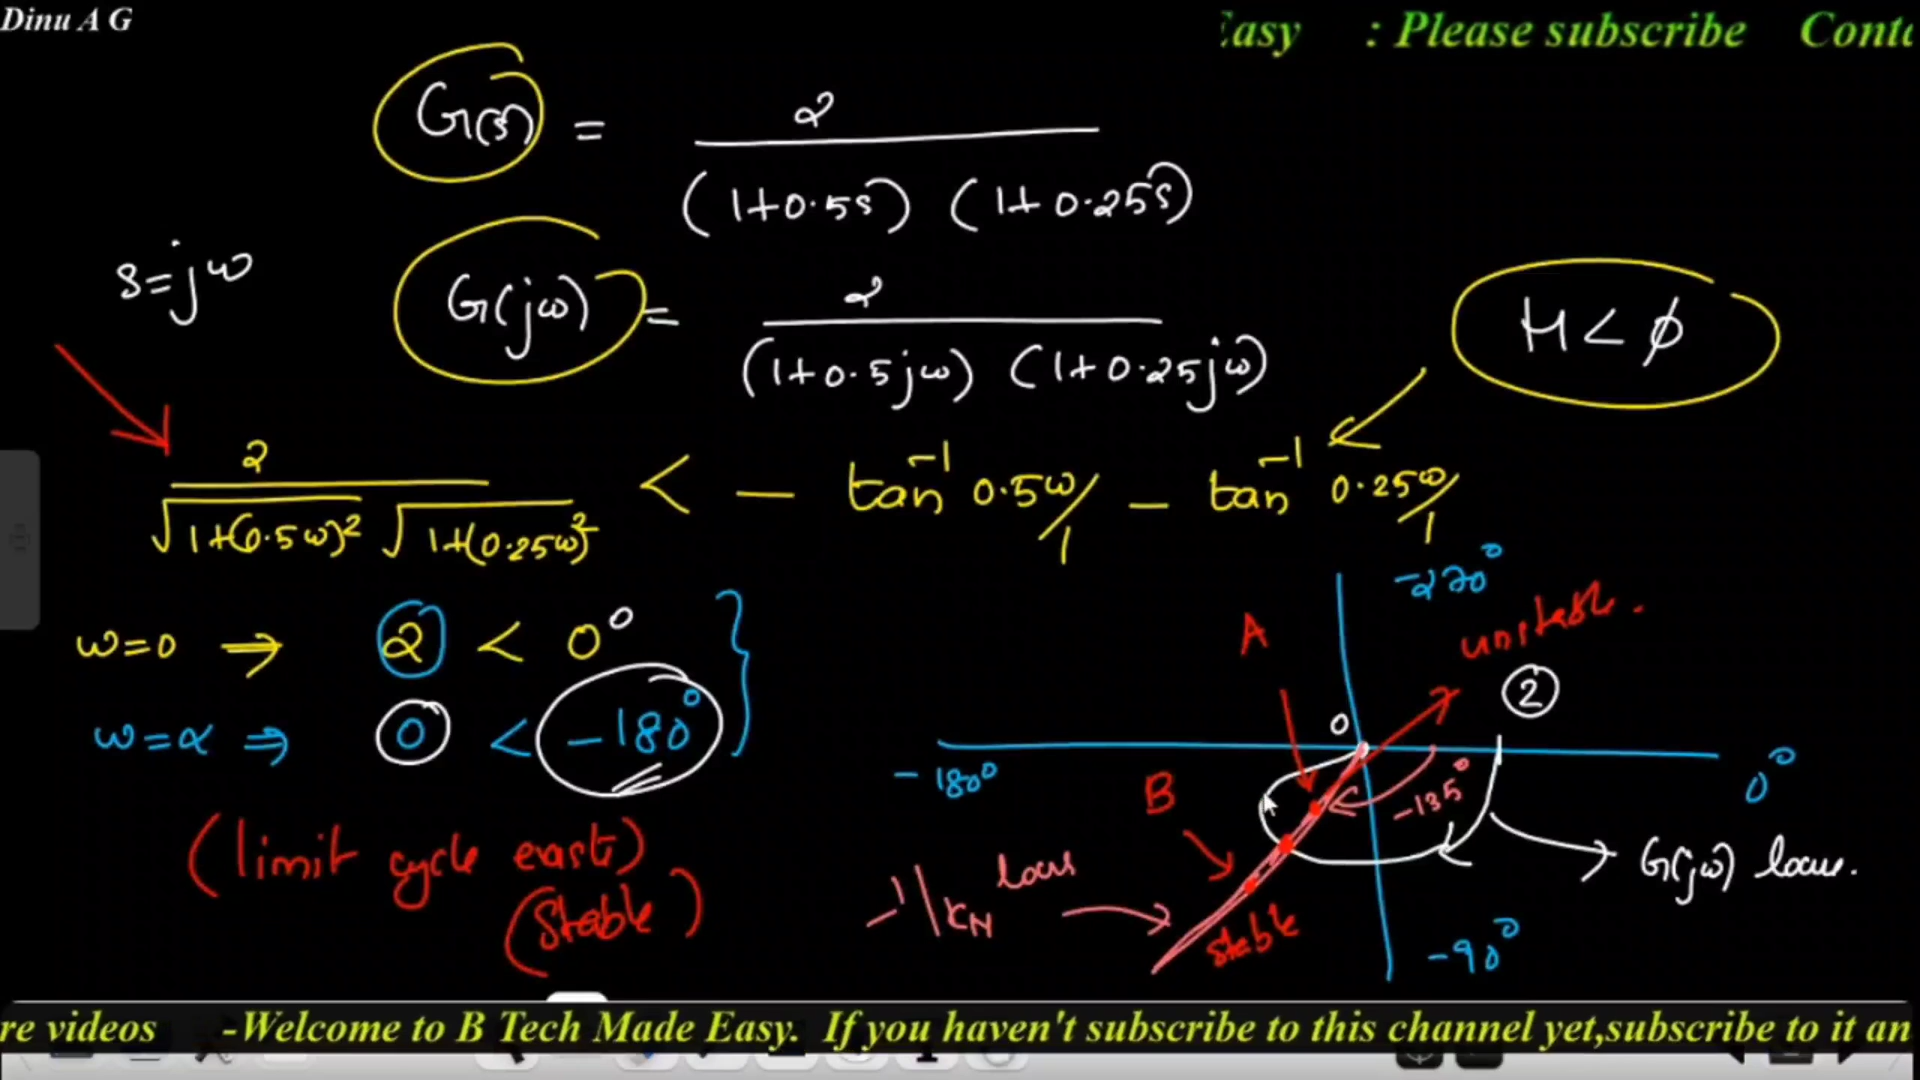 Dinu A G
Easy : Please subscribe Conta
G(s) = 2 / (1+0.5s) (1+0.25s)
s=jω
G(jω) = 2 / (1+0.5jω) (1+0.25jω)
M<ϕ
2 / √1+(0.5ω)² √1+(0.25ω)² < - tan⁻¹ 0.5ω/1 - tan⁻¹ 0.25ω/1
ω=0 ⇒ 2 < 0°
ω=α ⇒ 0 < -180°
(limit cycle exists)
(Stable)
-270°
unstable.
A
2
0
-180°
0°
B
-135°
G(jω) locus.
-1/KN locus
stable
-90°
re videos -Welcome to B Tech Made Easy. If you haven't subscribe to this channel yet,subscribe to it an